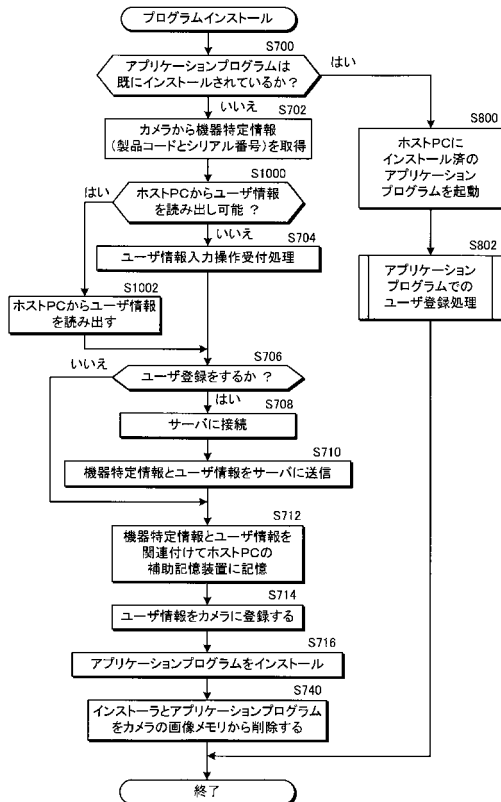 プログラムインストール
S700
アプリケーションプログラムは
既にインストールされているか?
はい
いいえ
S702
カメラから機器特定情報
(製品コードとシリアル番号)を取得
S800
ホストPCに
インストール済の
アプリケーション
プログラムを起動
S1000
はい
ホストPCからユーザ情報
を読み出し可能 ?
いいえ
S704
ユーザ情報入力操作受付処理
S802
アプリケーション
プログラムでの
ユーザ登録処理
S1002
ホストPCからユーザ情報
を読み出す
S706
いいえ
ユーザ登録をするか ?
はい
S708
サーバに接続
S710
機器特定情報とユーザ情報をサーバに送信
S712
機器特定情報とユーザ情報を
関連付けてホストPCの
補助記憶装置に記憶
S714
ユーザ情報をカメラに登録する
S716
アプリケーションプログラムをインストール
S740
インストーラとアプリケーションプログラム
をカメラの画像メモリから削除する
終了